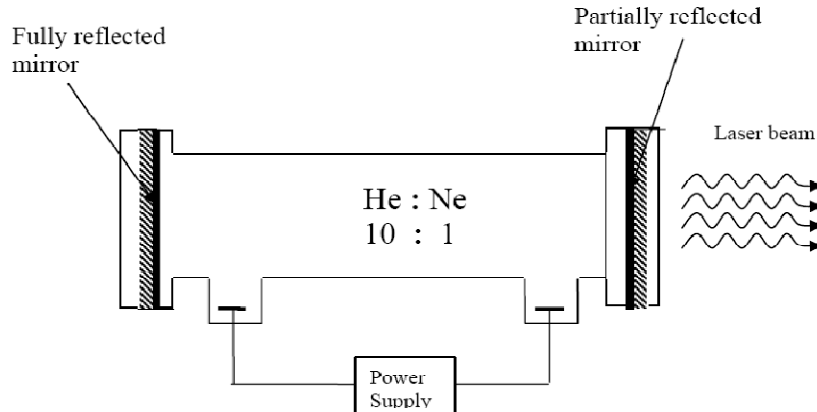 Fully reflected
mirror
Partially reflected
mirror
Laser beam
He : Ne
10 : 1
Power
Supply